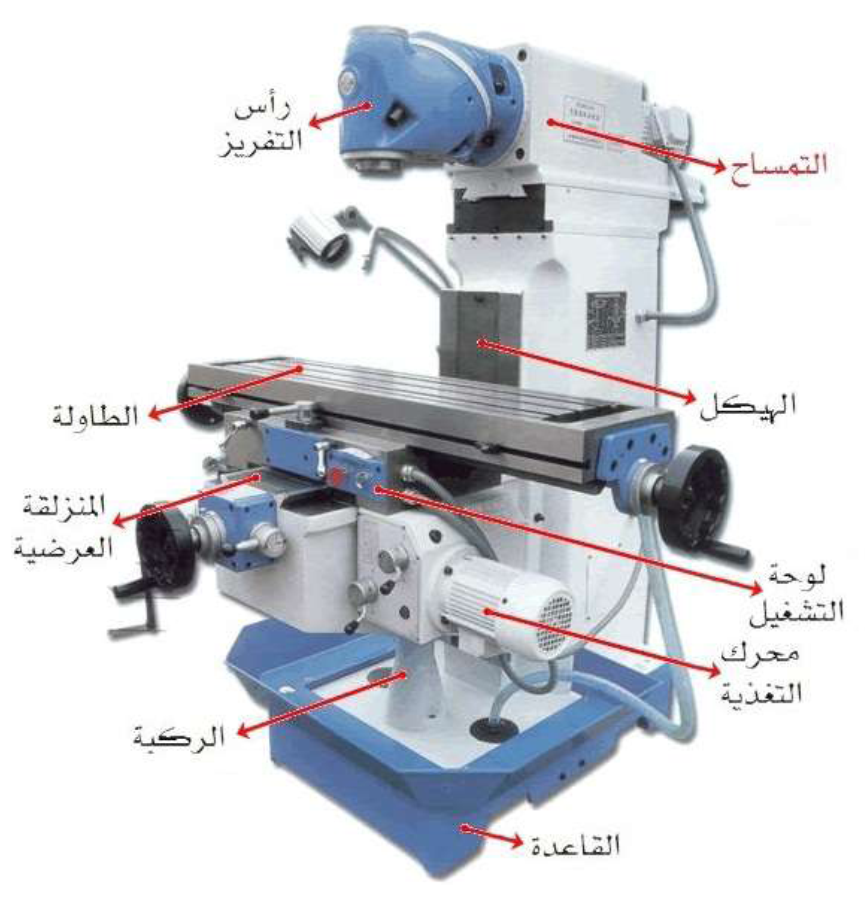 رأس
التفريز
التمساح
الهيكل
الطاولة
المنزلقة
العرضية
لوحة
التشغيل
محرك
التغذية
الركبة
القاعدة